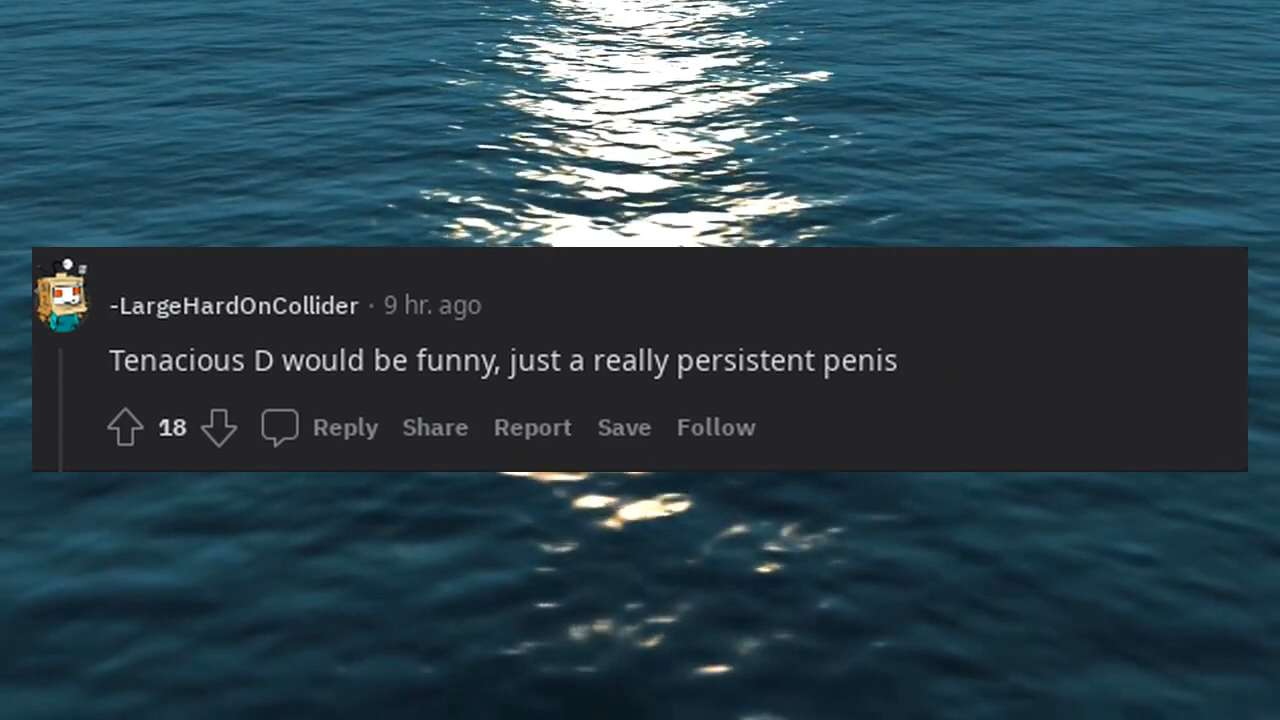 -LargeHardOnCollider · 9 hr. ago
Tenacious D would be funny, just a really persistent penis
18 Reply Share Report Save Follow